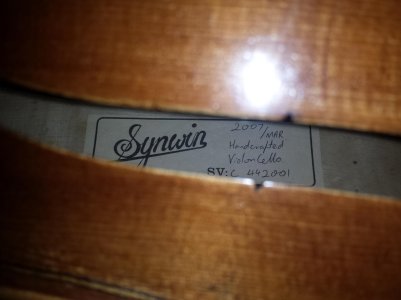 Synwin
2007/MAR
Handcrafted
Violoncello
SV: C 442001